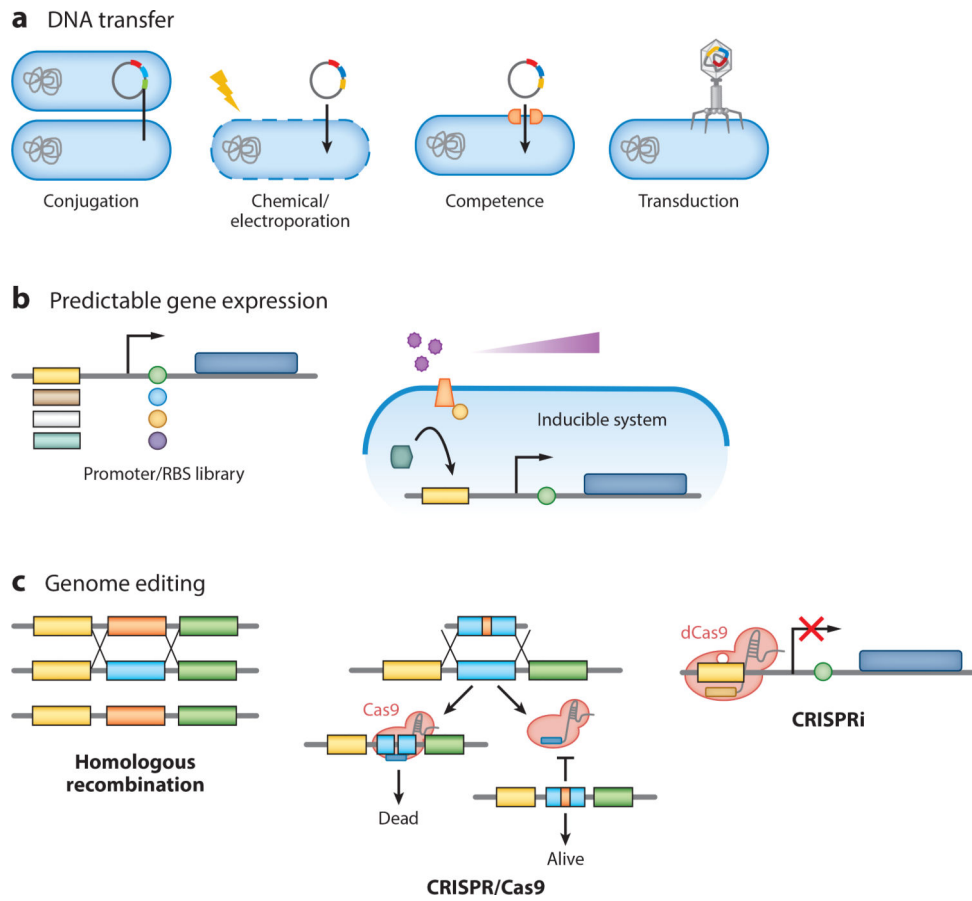 a DNA transfer
Conjugation
Chemical/
electroporation
Competence
Transduction
b Predictable gene expression
Promoter/RBS library
Inducible system
c Genome editing
Homologous
recombination
Cas9
Dead
Alive
CRISPR/Cas9
dCas9
CRISPRi